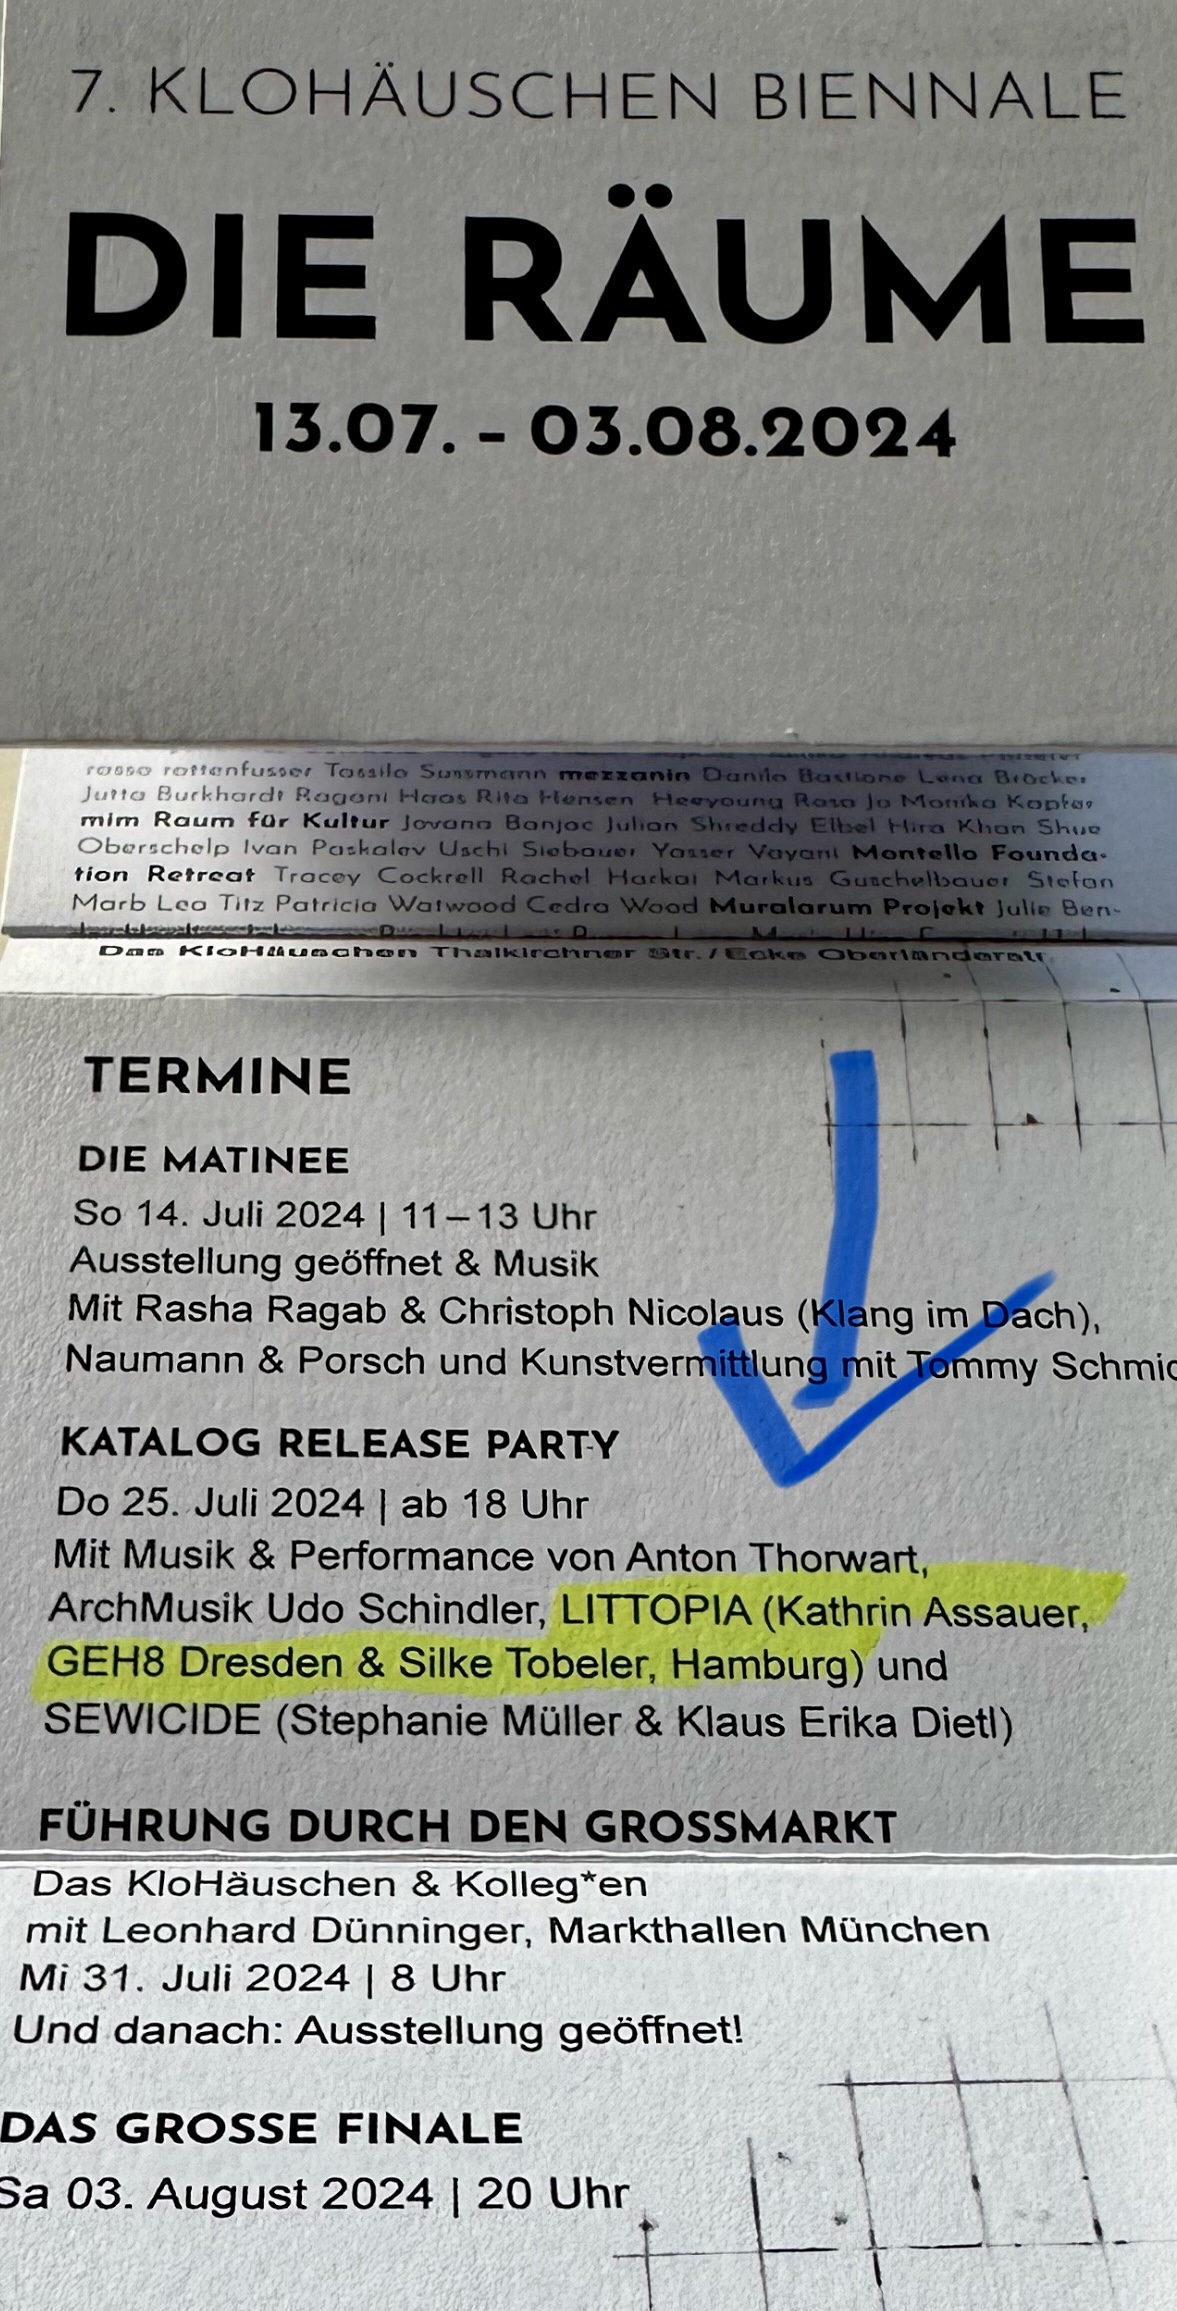 7. KLOHÄUSCHEN BIENNALE
DIE RÄUME
13.07. - 03.08.2024
rosso rottenfusser Tassilo Sussmann mezzanin Danilo Bastione Lena Bröcker
Jutta Burkhardt Ragani Haas Rita Hensen Heeyoung Rosa Jo Monika Kapfer
mim Raum für Kultur Jovana Banjac Julian Shreddy Elbel Hira Khan Shue
Oberschelp Ivan Paskalev Uschi Siebauer Yasser Vayani Montello Founda-
tion Retreat Tracey Cockrell Rachel Harkai Markus Guschelbauer Stefan
Marb Lea Titz Patricia Watwood Cedra Wood Muralarum Projekt Julie Ben-
Das KloHäuschen Thalkirchner Str. / Ecke Oberländerstr.
TERMINE
DIE MATINEE
So 14. Juli 2024 | 11–13 Uhr
Ausstellung geöffnet & Musik
Mit Rasha Ragab & Christoph Nicolaus (Klang im Dach),
Naumann & Porsch und Kunstvermittlung mit Tommy Schmid
KATALOG RELEASE PARTY
Do 25. Juli 2024 | ab 18 Uhr
Mit Musik & Performance von Anton Thorwart,
ArchMusik Udo Schindler, LITTOPIA (Kathrin Assauer,
GEH8 Dresden & Silke Tobeler, Hamburg) und
SEWICIDE (Stephanie Müller & Klaus Erika Dietl)
FÜHRUNG DURCH DEN GROSSMARKT
Das KloHäuschen & Kolleg*en
mit Leonhard Dünninger, Markthallen München
Mi 31. Juli 2024 | 8 Uhr
Und danach: Ausstellung geöffnet!
DAS GROSSE FINALE
Sa 03. August 2024 | 20 Uhr